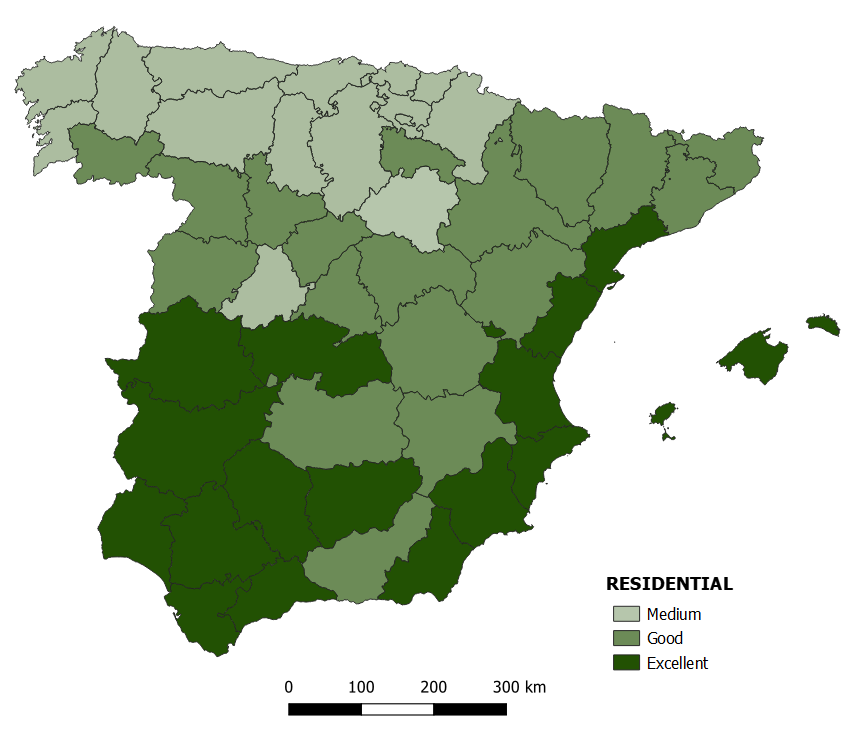 RESIDENTIAL
Medium
Good
Excellent
0 100 200 300 km